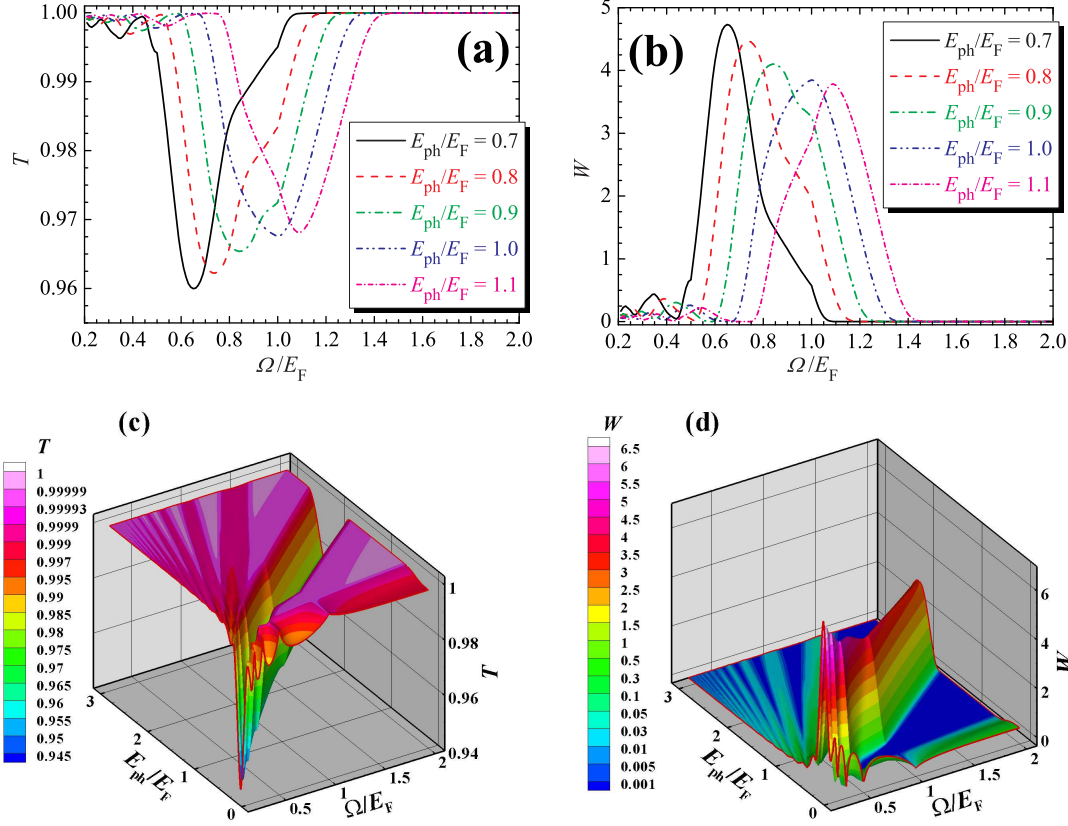 (a)
T
1.000
0.99
0.98
0.97
0.96
E_ph/E_F = 0.7
E_ph/E_F = 0.8
E_ph/E_F = 0.9
E_ph/E_F = 1.0
E_ph/E_F = 1.1
0.2 0.4 0.6 0.8 1.0 1.2 1.4 1.6 1.8 2.0
Ω/E_F
(b)
W
5
4
3
2
1
0
E_ph/E_F = 0.7
E_ph/E_F = 0.8
E_ph/E_F = 0.9
E_ph/E_F = 1.0
E_ph/E_F = 1.1
0.2 0.4 0.6 0.8 1.0 1.2 1.4 1.6 1.8 2.0
Ω/E_F
(c)
T
1
0.99999
0.99993
0.9999
0.999
0.997
0.995
0.99
0.985
0.98
0.975
0.97
0.965
0.96
0.955
0.95
0.945
3
2
1
0
E_ph/E_F
0.5
1
1.5
2
Ω/E_F
1
0.98
0.96
0.94
T
(d)
W
6.5
6
5.5
5
4.5
4
3.5
3
2.5
2
1.5
1
0.5
0.3
0.1
0.05
0.03
0.01
0.005
0.001
3
2
1
0
E_ph/E_F
0.5
1
1.5
2
Ω/E_F
6
4
2
0
W